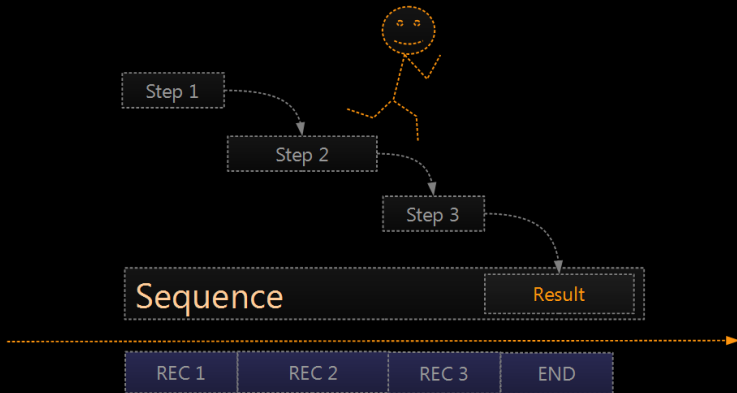 Step 1
Step 2
Step 3
Sequence
Result
REC 1
REC 2
REC 3
END